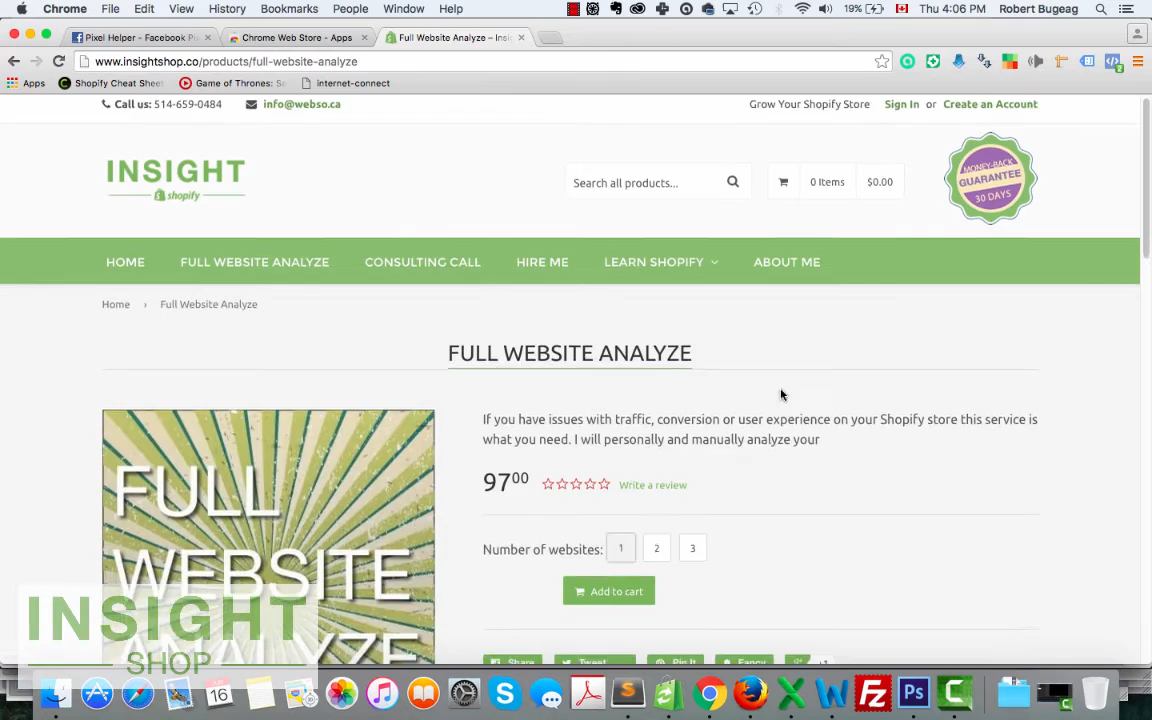 Chrome File Edit View History Bookmarks People Window Help 19% Thu 4:06 PM Robert Bugeag
Pixel Helper - Facebook P Chrome Web Store - Apps Full Website Analyze – Insi
www.insightshop.co/products/full-website-analyze
Apps Shopify Cheat Sheet Game of Thrones: S internet-connect
Call us: 514-659-0484 info@webso.ca Grow Your Shopify Store Sign In or Create an Account
INSIGHT
shopify
Search all products... 0 Items $0.00
MONEY-BACK
GUARANTEE
30 DAYS
HOME FULL WEBSITE ANALYZE CONSULTING CALL HIRE ME LEARN SHOPIFY ABOUT ME
Home › Full Website Analyze
FULL WEBSITE ANALYZE
If you have issues with traffic, conversion or user experience on your Shopify store this service is
what you need. I will personally and manually analyze your
9700 Write a review
Number of websites: 1 2 3
Add to cart
FULL
WEBSITE
ANALYZE
Share Tweet Pin It Fancy +1
INSIGHT
SHOP
16
Ps